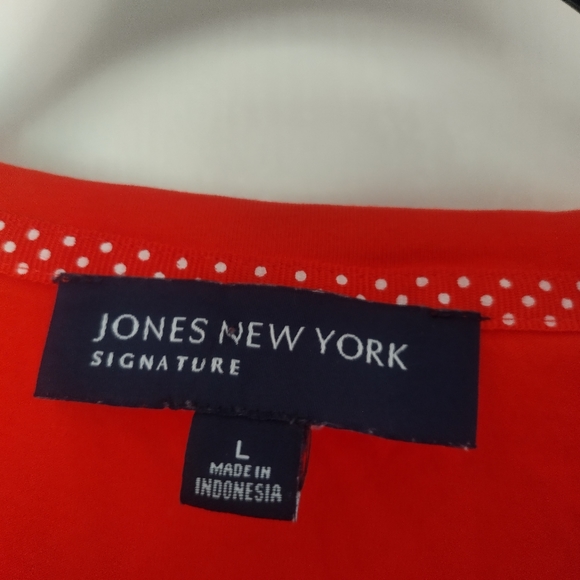 JONES NEW YORK
SIGNATURE
L
MADE IN
INDONESIA